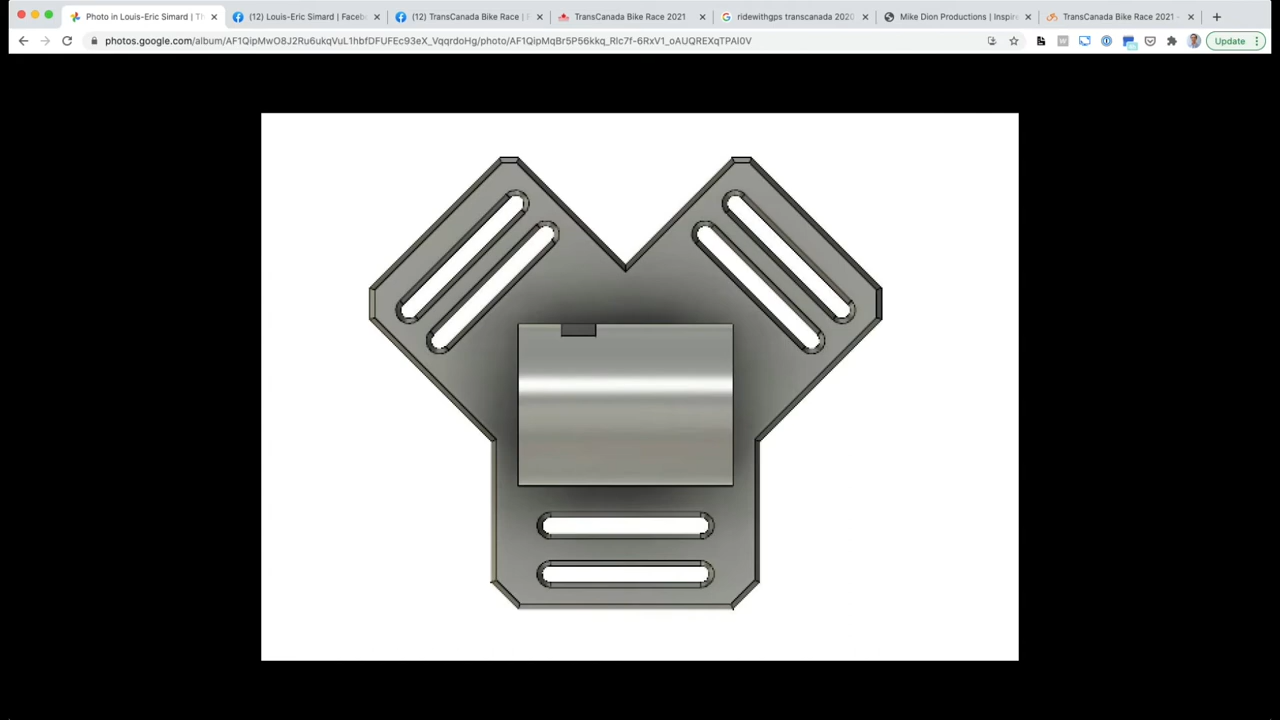 Photo in Louis-Eric Simard | Th
(12) Louis-Eric Simard | Faceb
(12) TransCanada Bike Race | F
TransCanada Bike Race 2021
ridewithgps transcanada 2020
Mike Dion Productions | Inspire
TransCanada Bike Race 2021 -
photos.google.com/album/AF1QipMwO8J2Ru6ukqVuL1hbfDFUFEc93eX_VqqrdoHg/photo/AF1QipMqBr5P56kkq_Rlc7f-6RxV1_oAUQREXqTPAI0V
Update